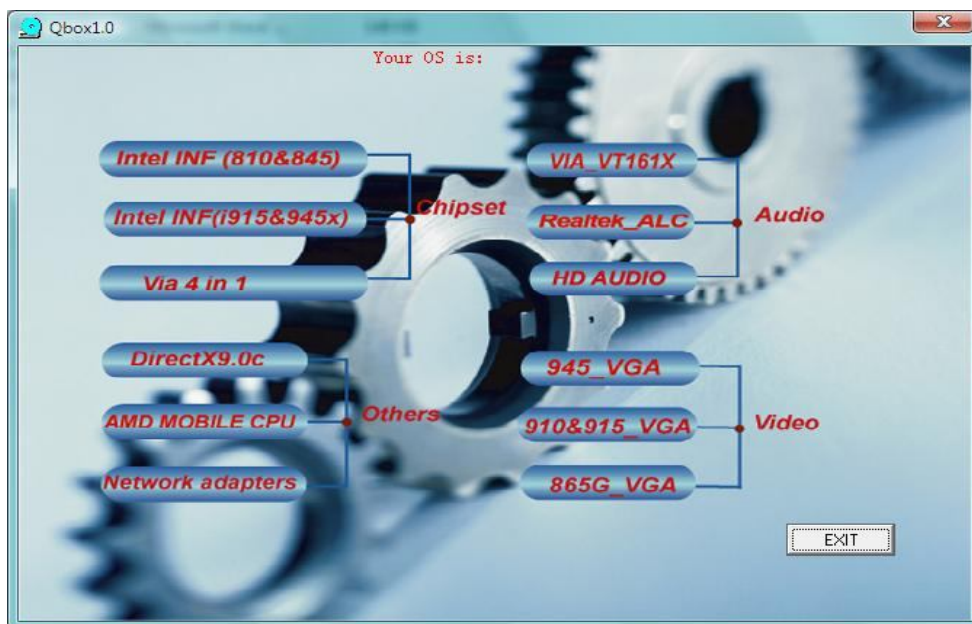 Qbox1.0
Your OS is:
Intel INF (810&845)
Intel INF(i915&945x)
Via 4 in 1
Chipset
VIA_VT161X
Realtek_ALC
HD AUDIO
Audio
DirectX9.0c
AMD MOBILE CPU
Network adapters
Others
945_VGA
910&915_VGA
865G_VGA
Video
EXIT